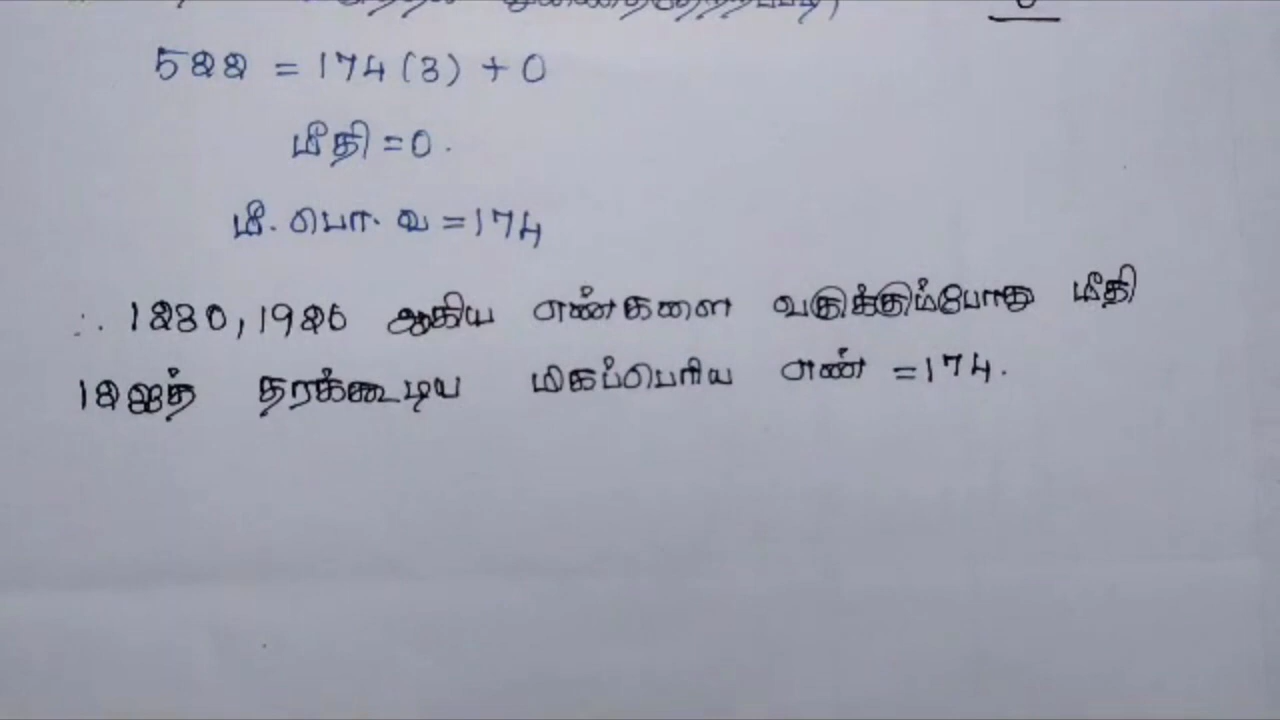 522 = 174 (3) + 0
மீதி = 0.
மீ. பொ. வ = 174
∴ 1230, 1926 ஆகிய எண்களை வகுக்கும்போது மீதி
12ஐத் தரக்கூடிய மிகப்பெரிய எண் = 174.